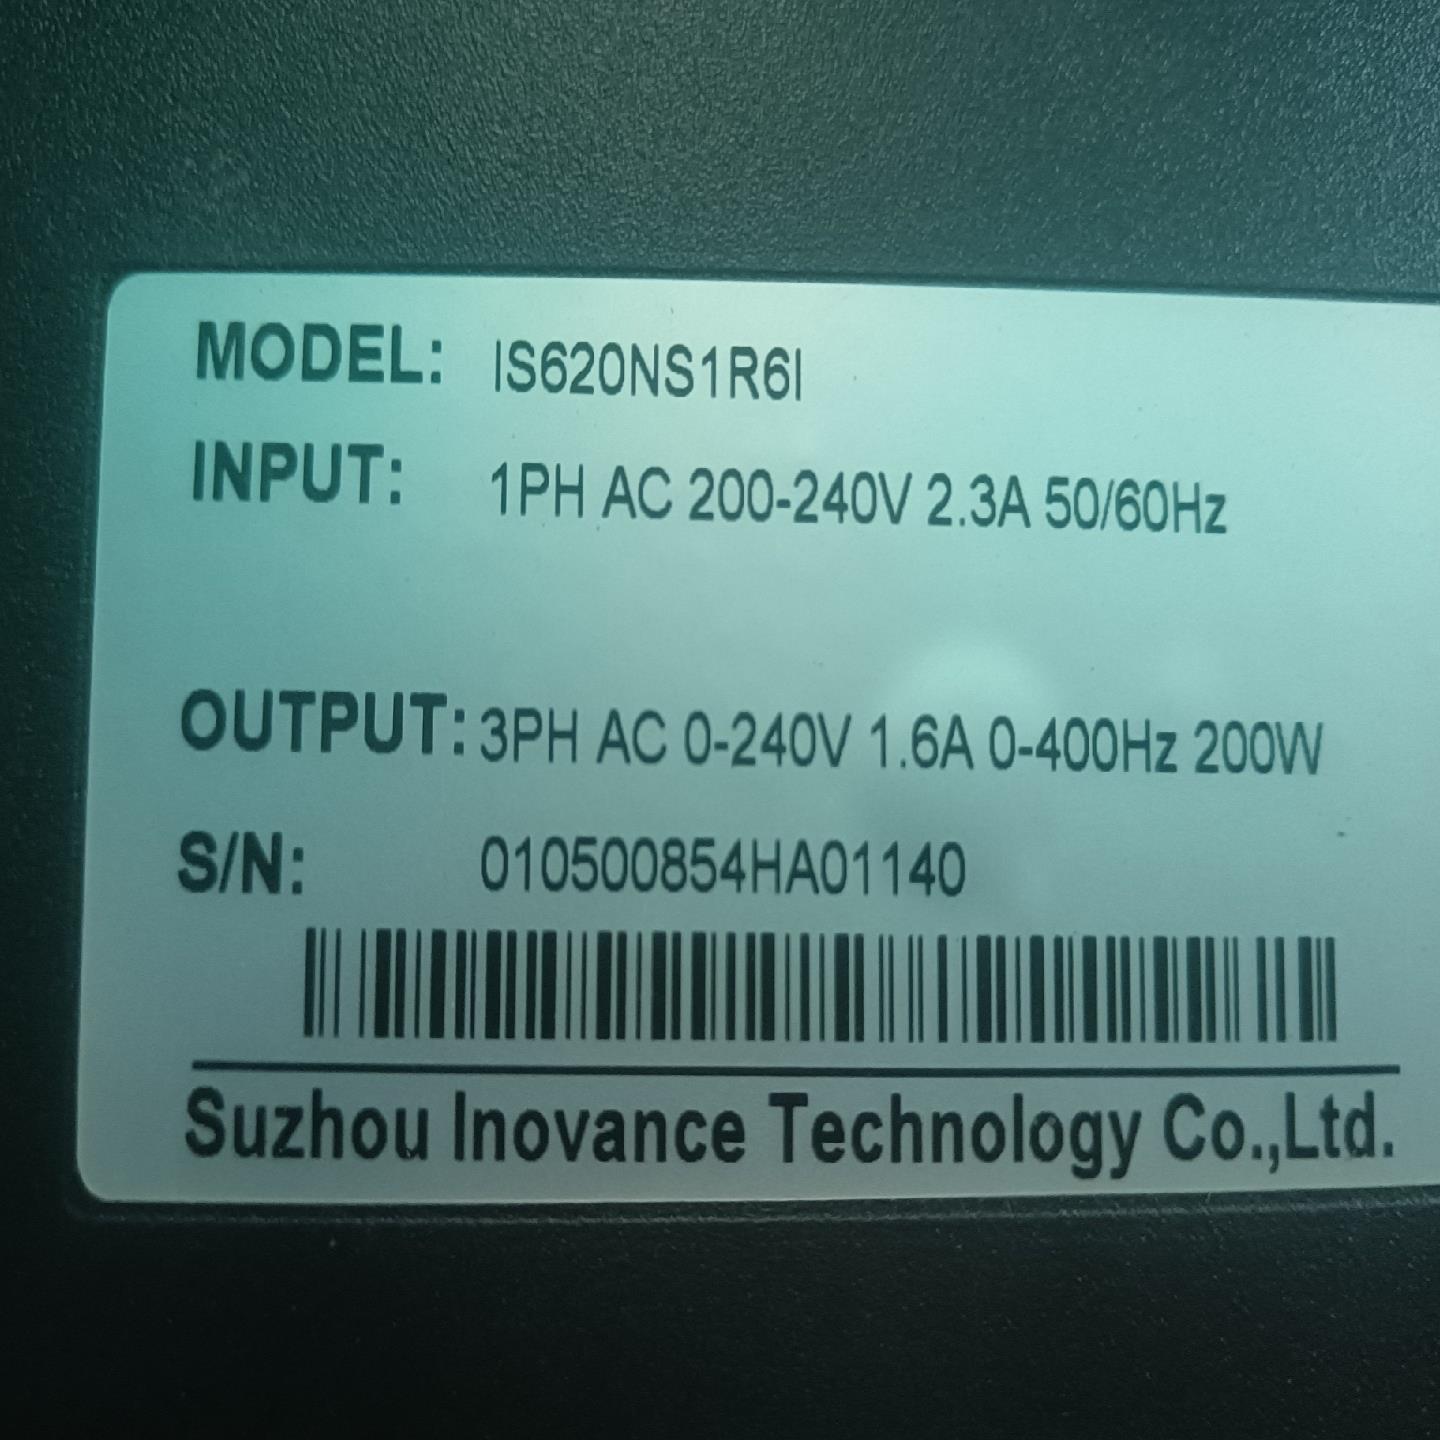 MODEL: IS620NS1R6I
INPUT: 1PH AC 200-240V 2.3A 50/60Hz
OUTPUT: 3PH AC 0-240V 1.6A 0-400Hz 200W
S/N: 010500854HA01140
Suzhou Inovance Technology Co.,Ltd.